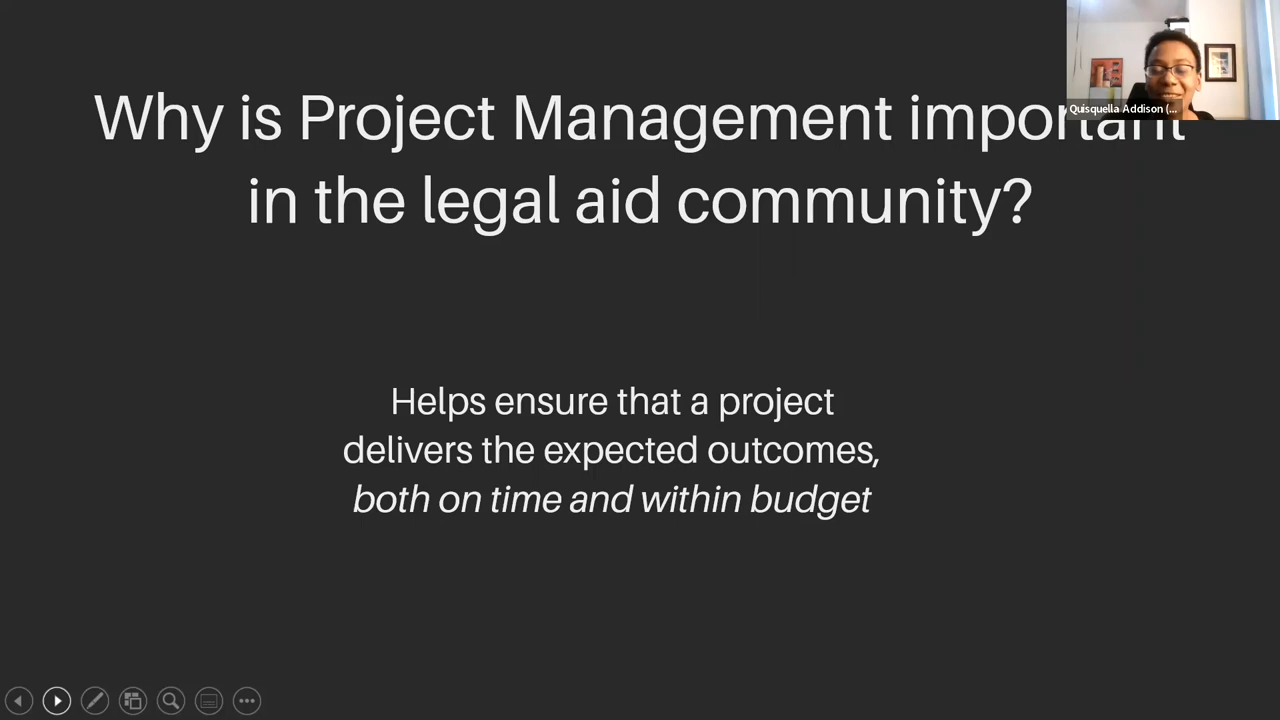 Why is Project Management important
in the legal aid community?
Quisquella Addison (...
Helps ensure that a project
delivers the expected outcomes,
both on time and within budget